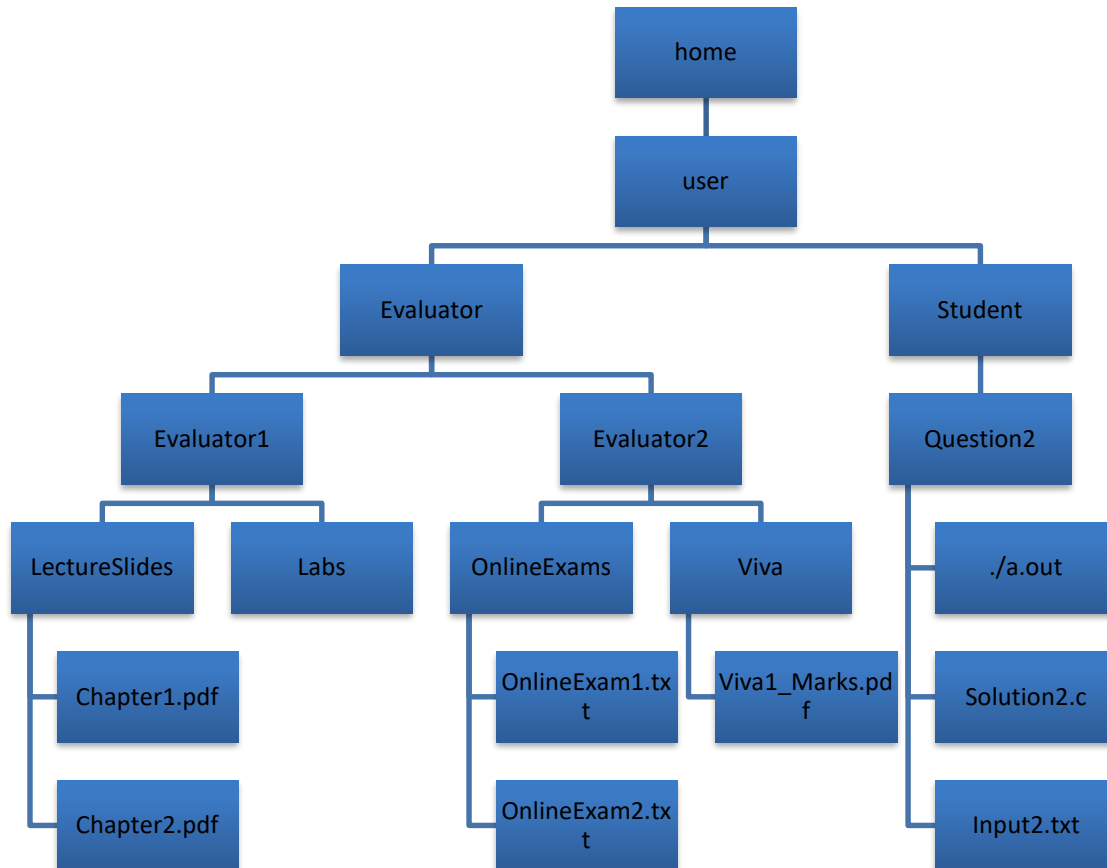 home
user
Evaluator
Student
Evaluator1
Evaluator2
Question2
LectureSlides
Labs
OnlineExams
Viva
./a.out
Chapter1.pdf
OnlineExam1.tx
t
Viva1_Marks.pd
f
Solution2.c
Chapter2.pdf
OnlineExam2.tx
t
Input2.txt